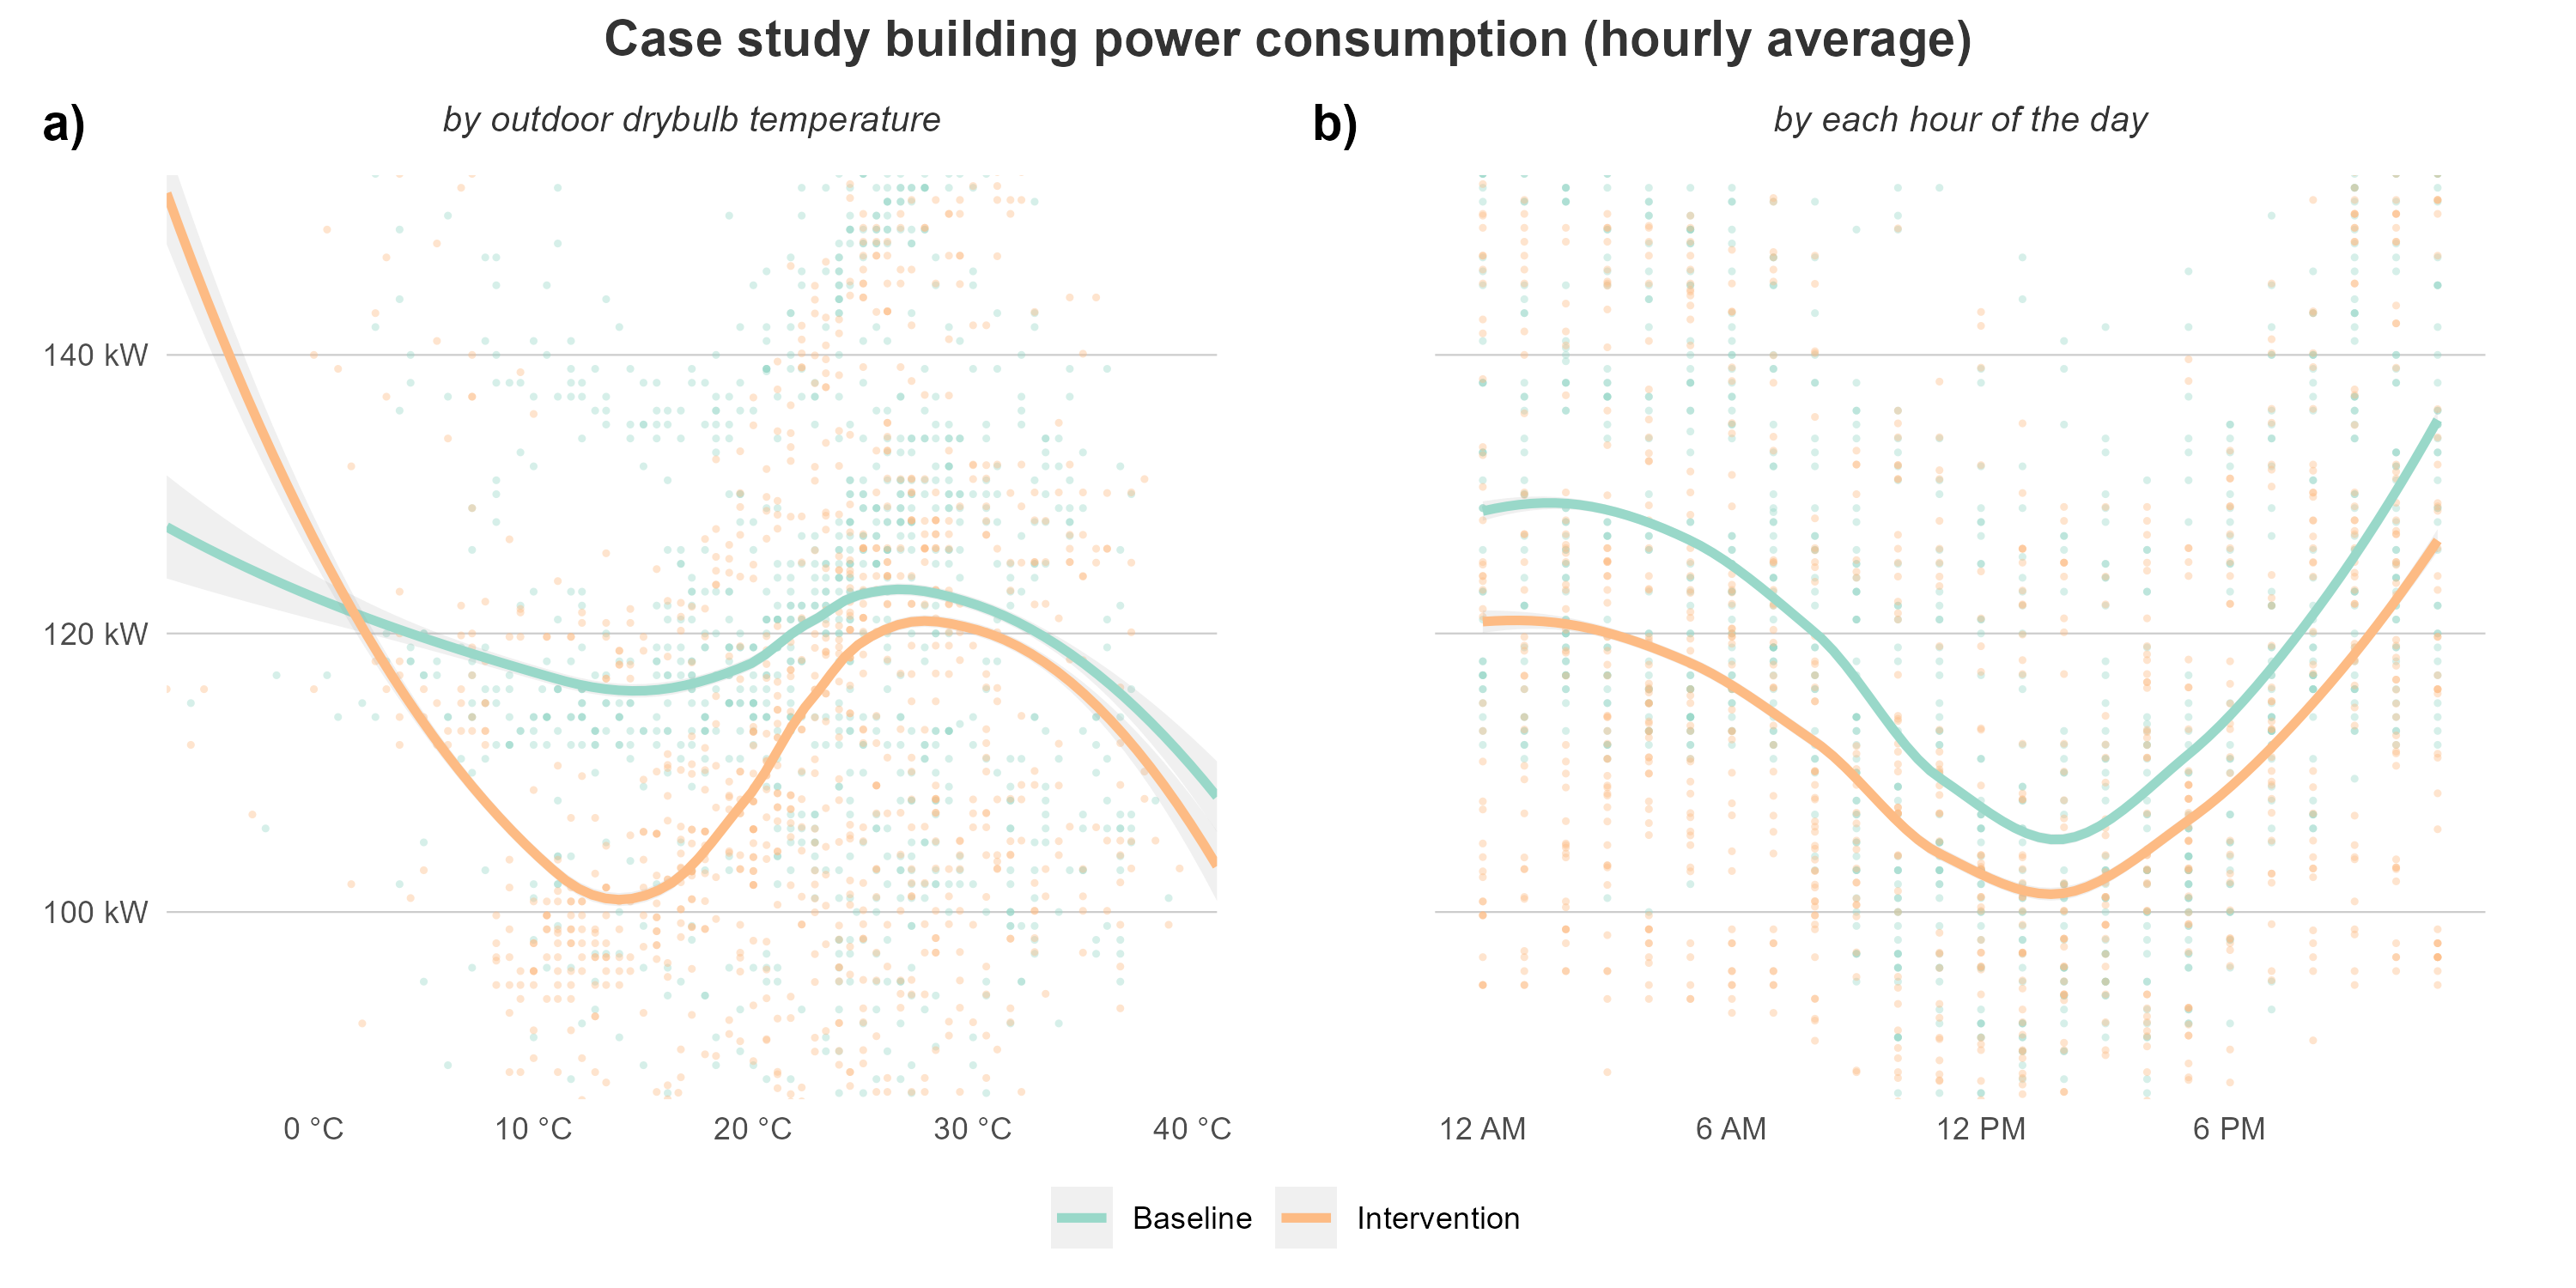 Case study building power consumption (hourly average)
a)
by outdoor drybulb temperature
140 kW
120 kW
100 kW
0 °C 10 °C 20 °C 30 °C 40 °C
b)
by each hour of the day
12 AM 6 AM 12 PM 6 PM
Baseline Intervention